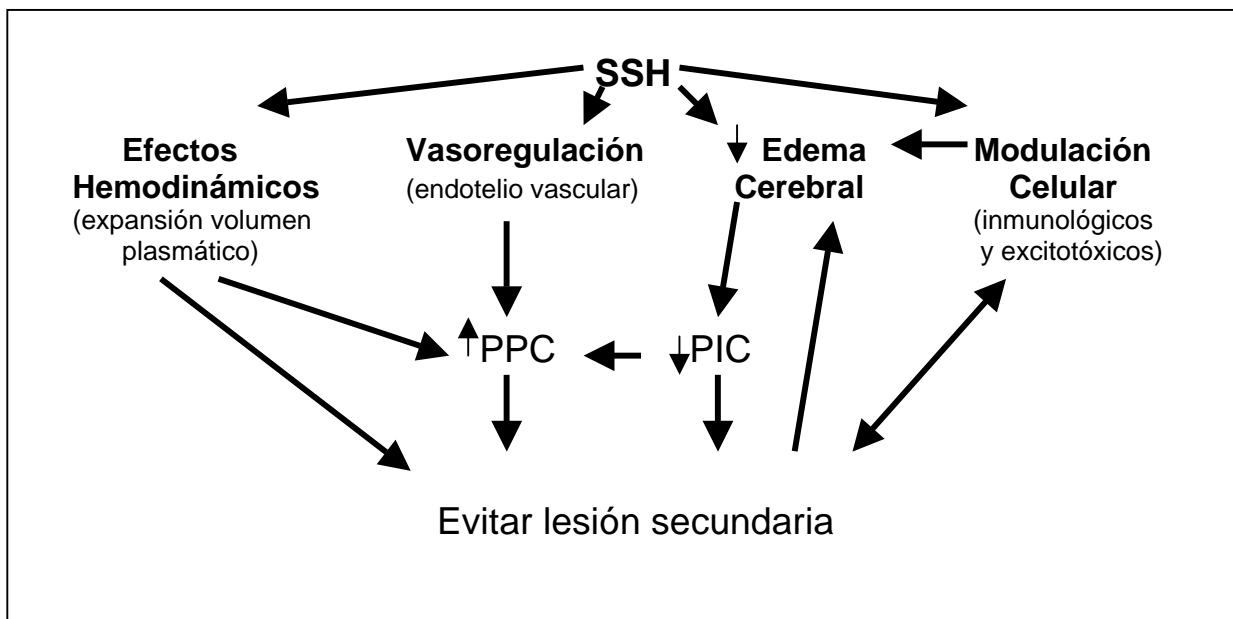 SSH
Efectos
Hemodinámicos
(expansión volumen
plasmático)
Vasoregulación
(endotelio vascular)
Edema
Cerebral
Modulación
Celular
(inmunológicos
y excitotóxicos)
PPC
PIC
Evitar lesión secundaria